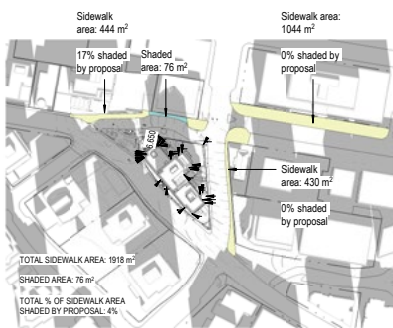 Sidewalk
area: 444 m²
17% shaded
by proposal
Shaded
area: 76 m²
Sidewalk area:
1044 m²
0% shaded by
proposal
6.650
Sidewalk
area: 430 m²
0% shaded
by proposal
TOTAL SIDEWALK AREA: 1918 m²
SHADED AREA: 76 m²
TOTAL % OF SIDEWALK AREA
SHADED BY PROPOSAL: 4%